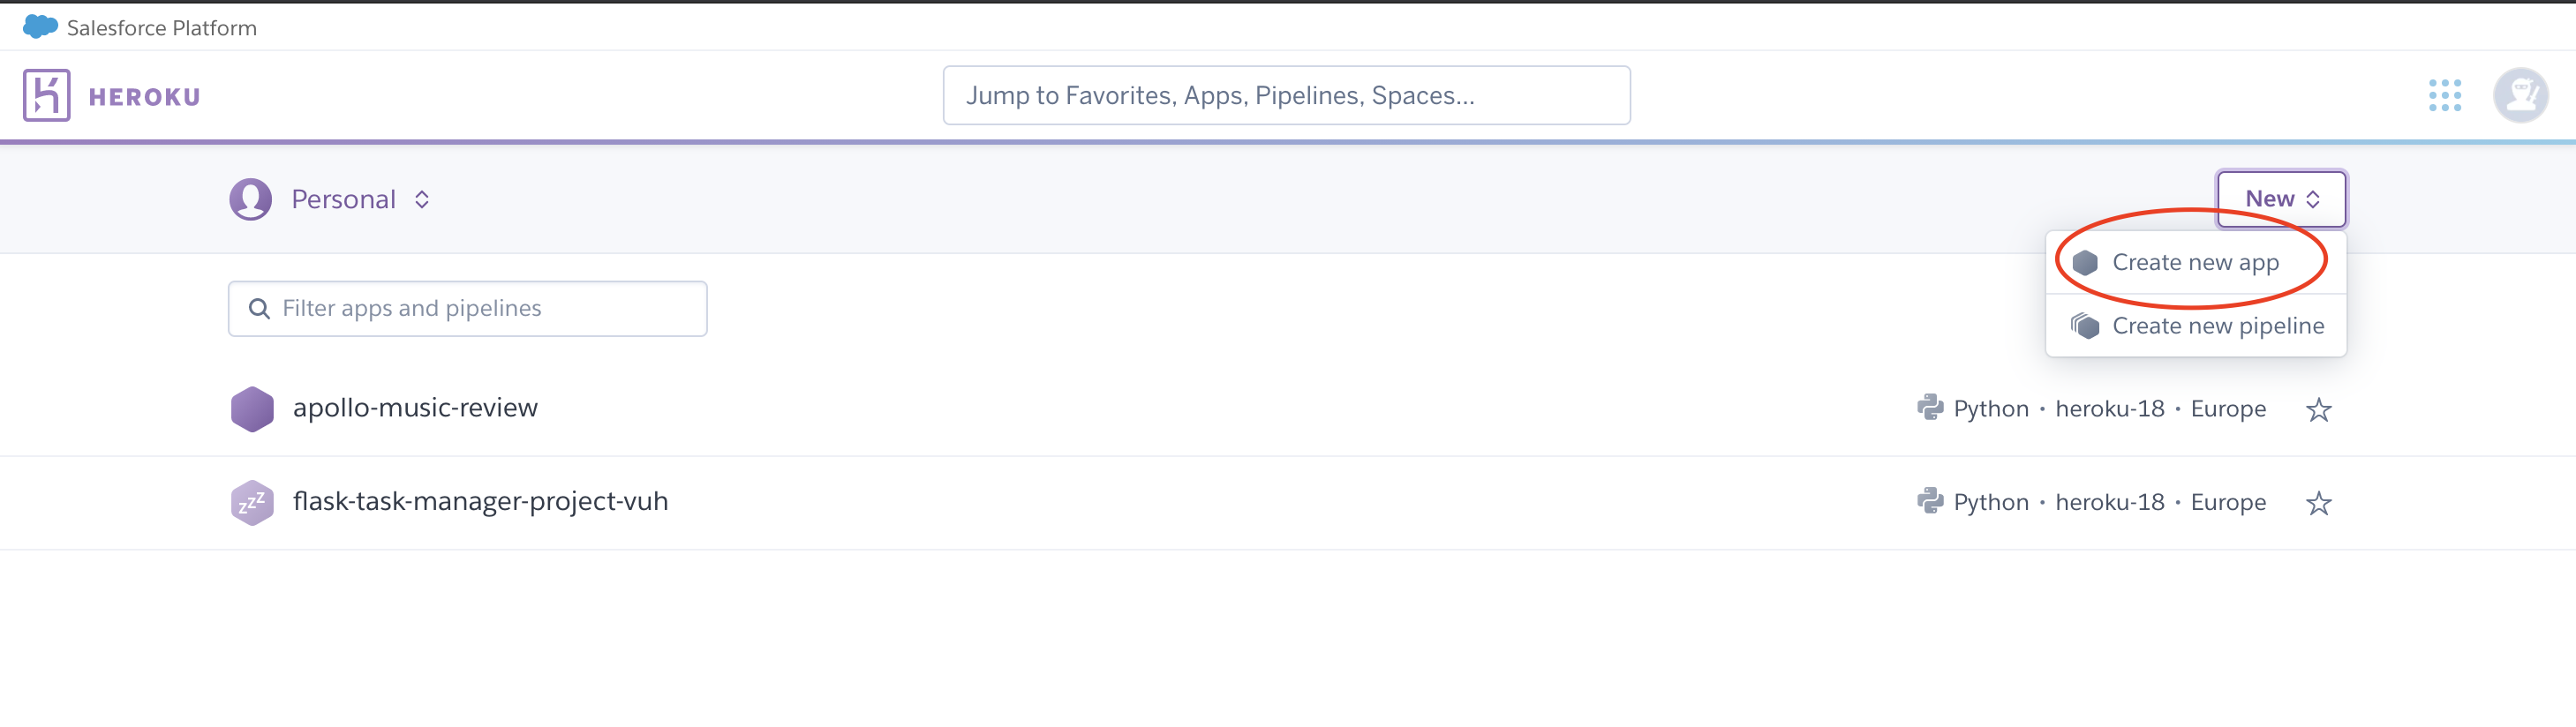 Salesforce Platform
HEROKU
Jump to Favorites, Apps, Pipelines, Spaces...
Personal
New
Create new app
Create new pipeline
Filter apps and pipelines
apollo-music-review
Python · heroku-18 · Europe
zzZ
flask-task-manager-project-vuh
Python · heroku-18 · Europe